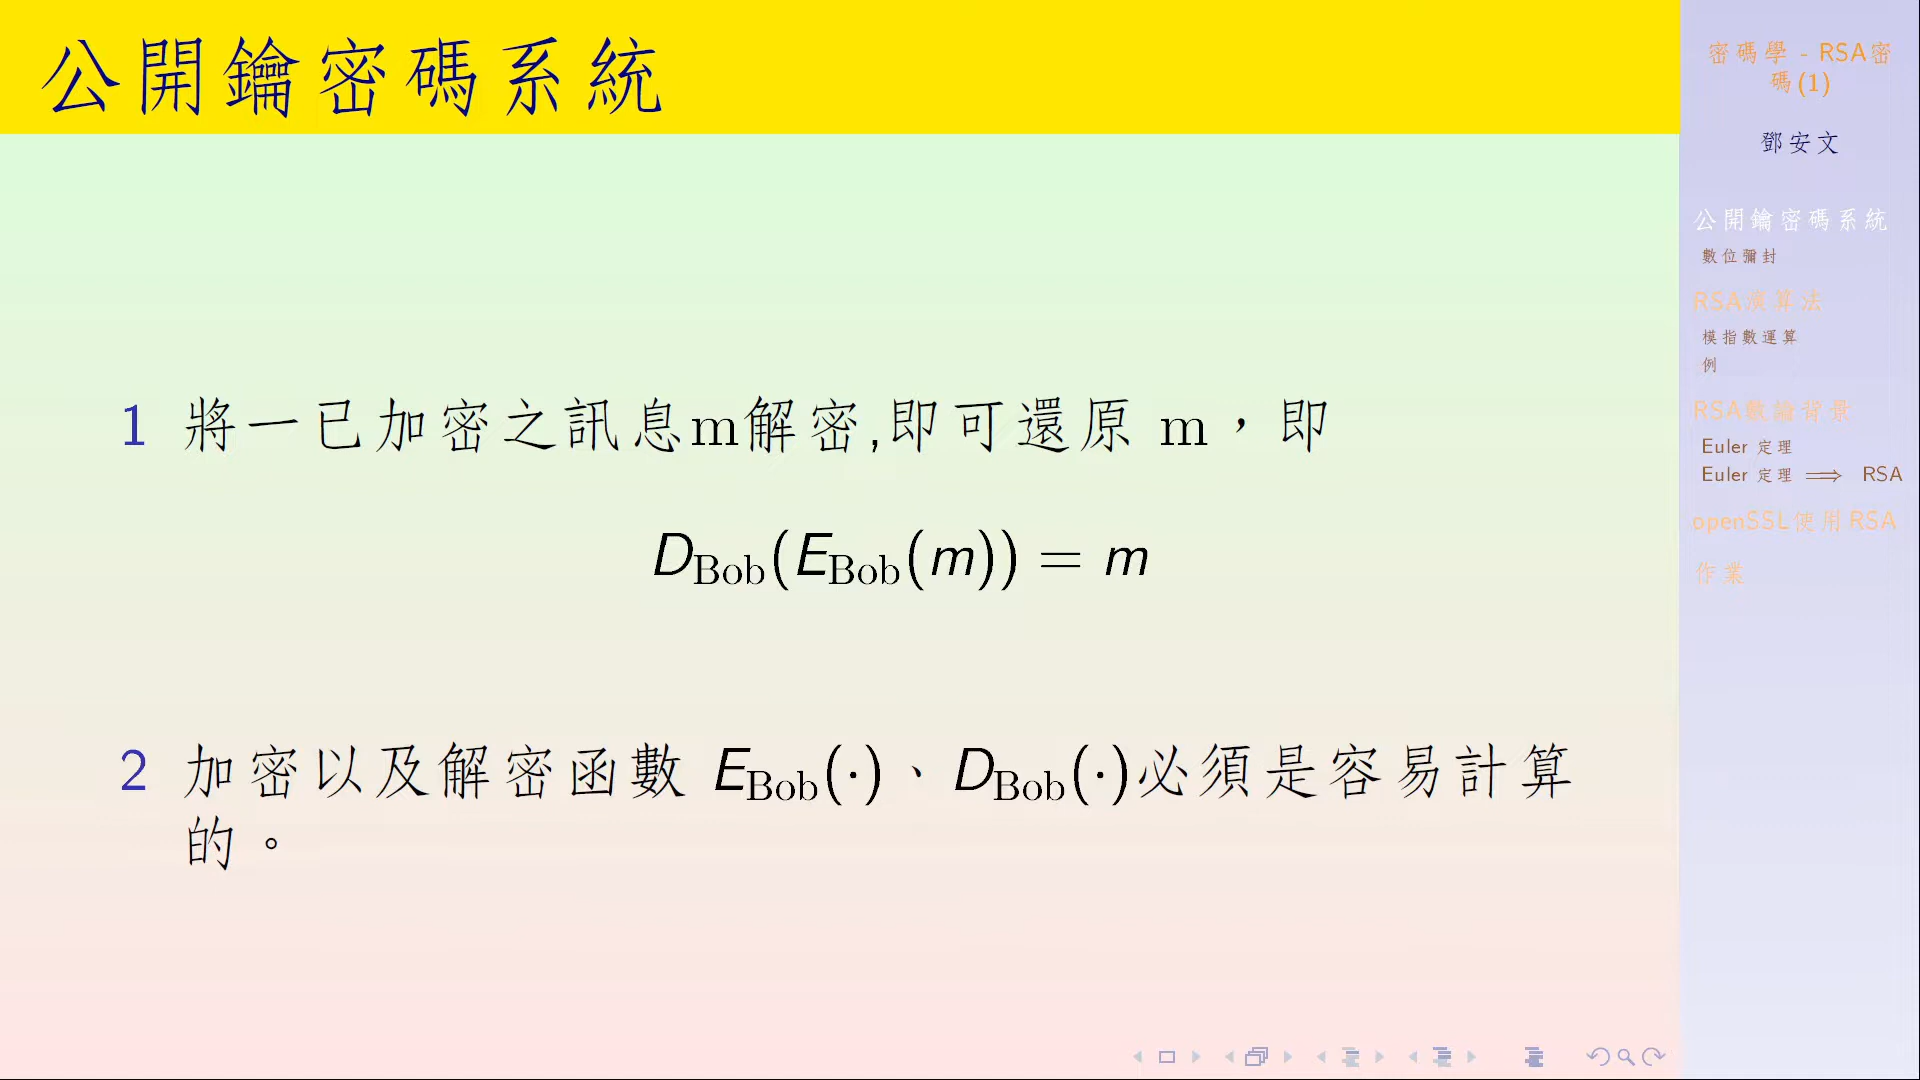 公開鑰密碼系統
1 將一已加密之訊息m解密,即可還原 m,即
D_Bob(E_Bob(m)) = m
2 加密以及解密函數 E_Bob(·)、D_Bob(·)必須是容易計算
的。
密碼學 - RSA密
碼(1)
鄧安文
公開鑰密碼系統
數位彌封
RSA演算法
模指數運算
例
RSA數論背景
Euler 定理
Euler 定理 ⟹ RSA
openSSL使用RSA
作業